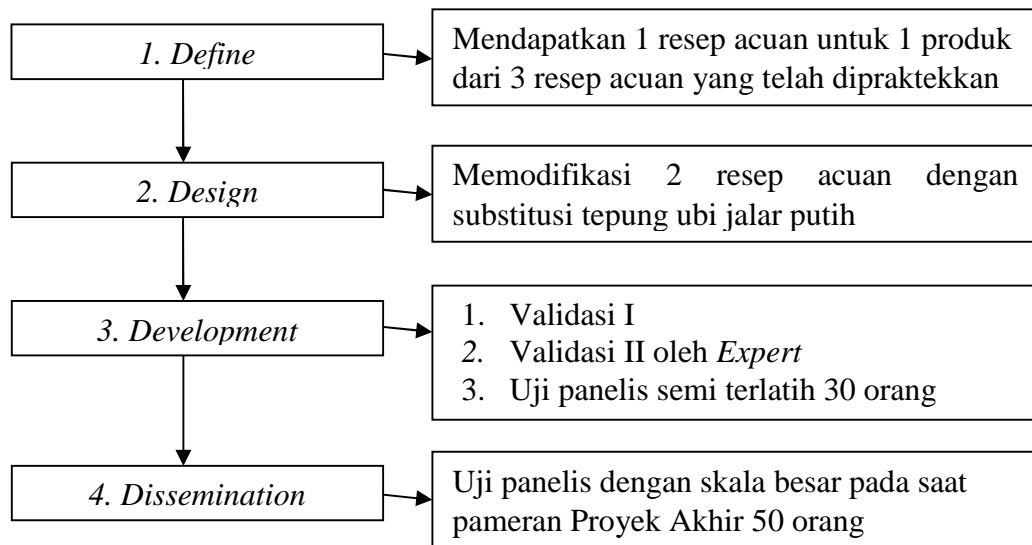 1. Define
Mendapatkan 1 resep acuan untuk 1 produk
dari 3 resep acuan yang telah dipraktekkan
2. Design
Memodifikasi 2 resep acuan dengan
substitusi tepung ubi jalar putih
3. Development
1. Validasi I
2. Validasi II oleh Expert
3. Uji panelis semi terlatih 30 orang
4. Dissemination
Uji panelis dengan skala besar pada saat
pameran Proyek Akhir 50 orang